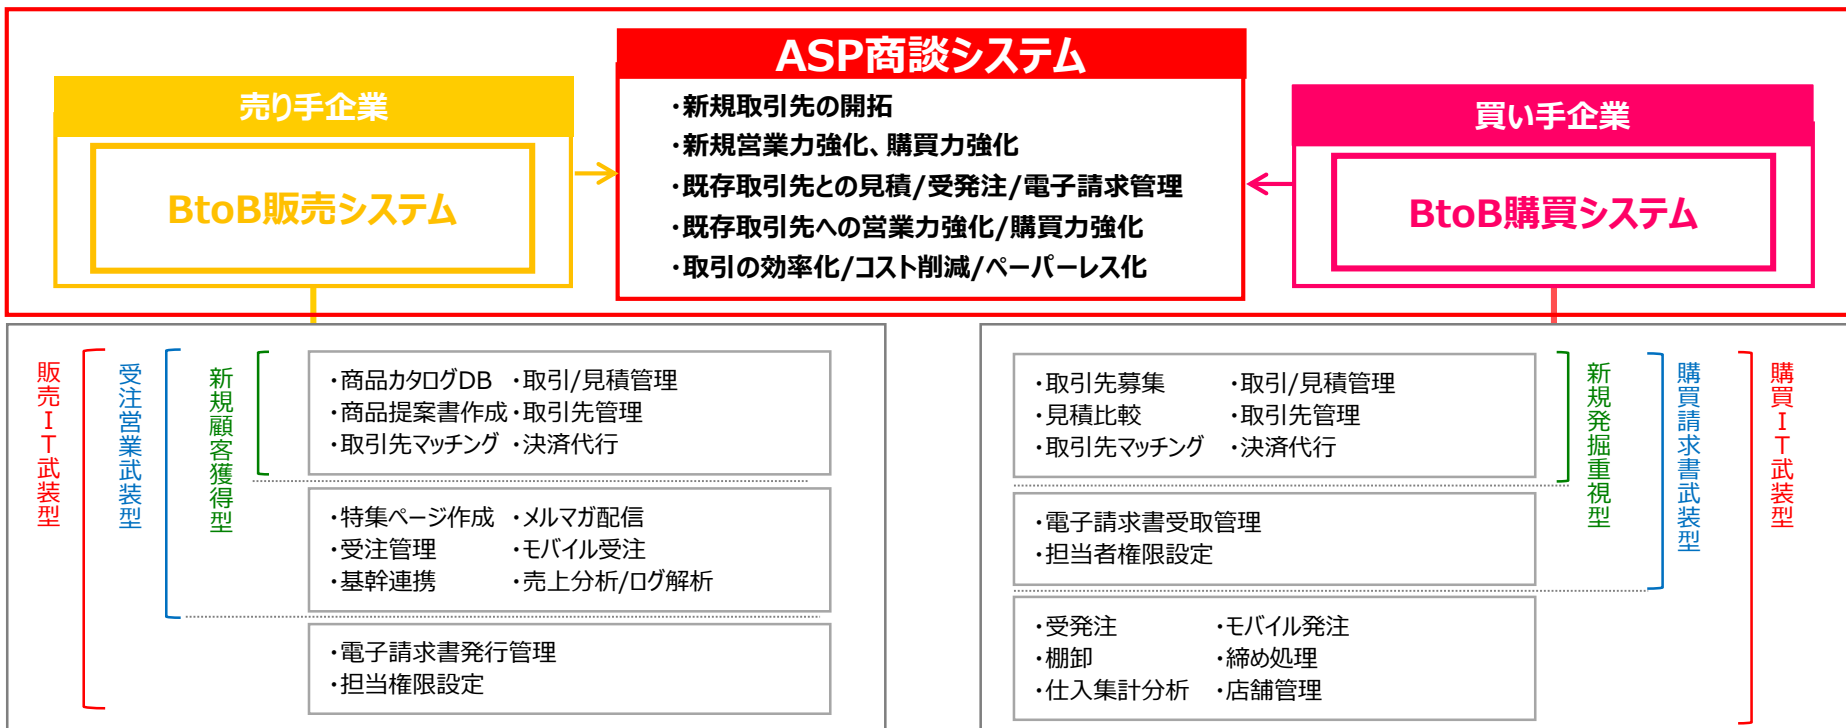 ASP商談システム
・新規取引先の開拓
・新規営業力強化、購買力強化
・既存取引先との見積/受発注/電子請求管理
・既存取引先への営業力強化/購買力強化
・取引の効率化/コスト削減/ペーパーレス化
売り手企業
BtoB販売システム
買い手企業
BtoB購買システム
販売IT武装型
受注営業武装型
新規顧客獲得型
・商品カタログDB ・取引/見積管理
・商品提案書作成 ・取引先管理
・取引先マッチング ・決済代行
・特集ページ作成 ・メルマガ配信
・受注管理 ・モバイル受注
・基幹連携 ・売上分析/ログ解析
・電子請求書発行管理
・担当権限設定
・取引先募集 ・取引/見積管理
・見積比較 ・取引先管理
・取引先マッチング ・決済代行
・電子請求書受取管理
・担当者権限設定
・受発注 ・モバイル発注
・棚卸 ・締め処理
・仕入集計分析 ・店舗管理
新規発掘重視型
購買請求書武装型
購買IT武装型